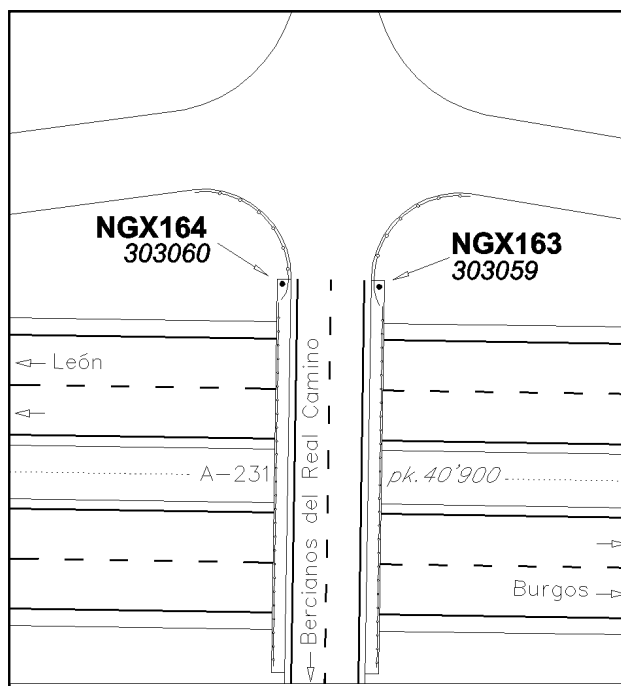 NGX164
303060
NGX163
303059
León
Bercianos del Real Camino
A-231
pk. 40'900
Burgos